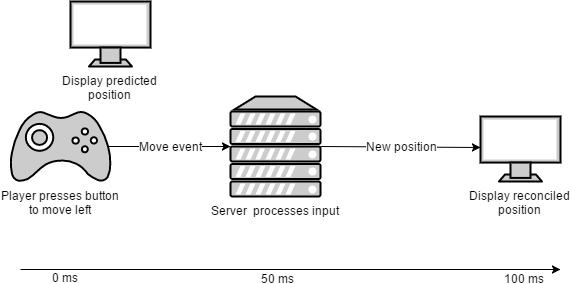 Display predicted
position
Move event
New position
Player presses button
to move left
Server processes input
Display reconciled
position
0 ms
50 ms
100 ms